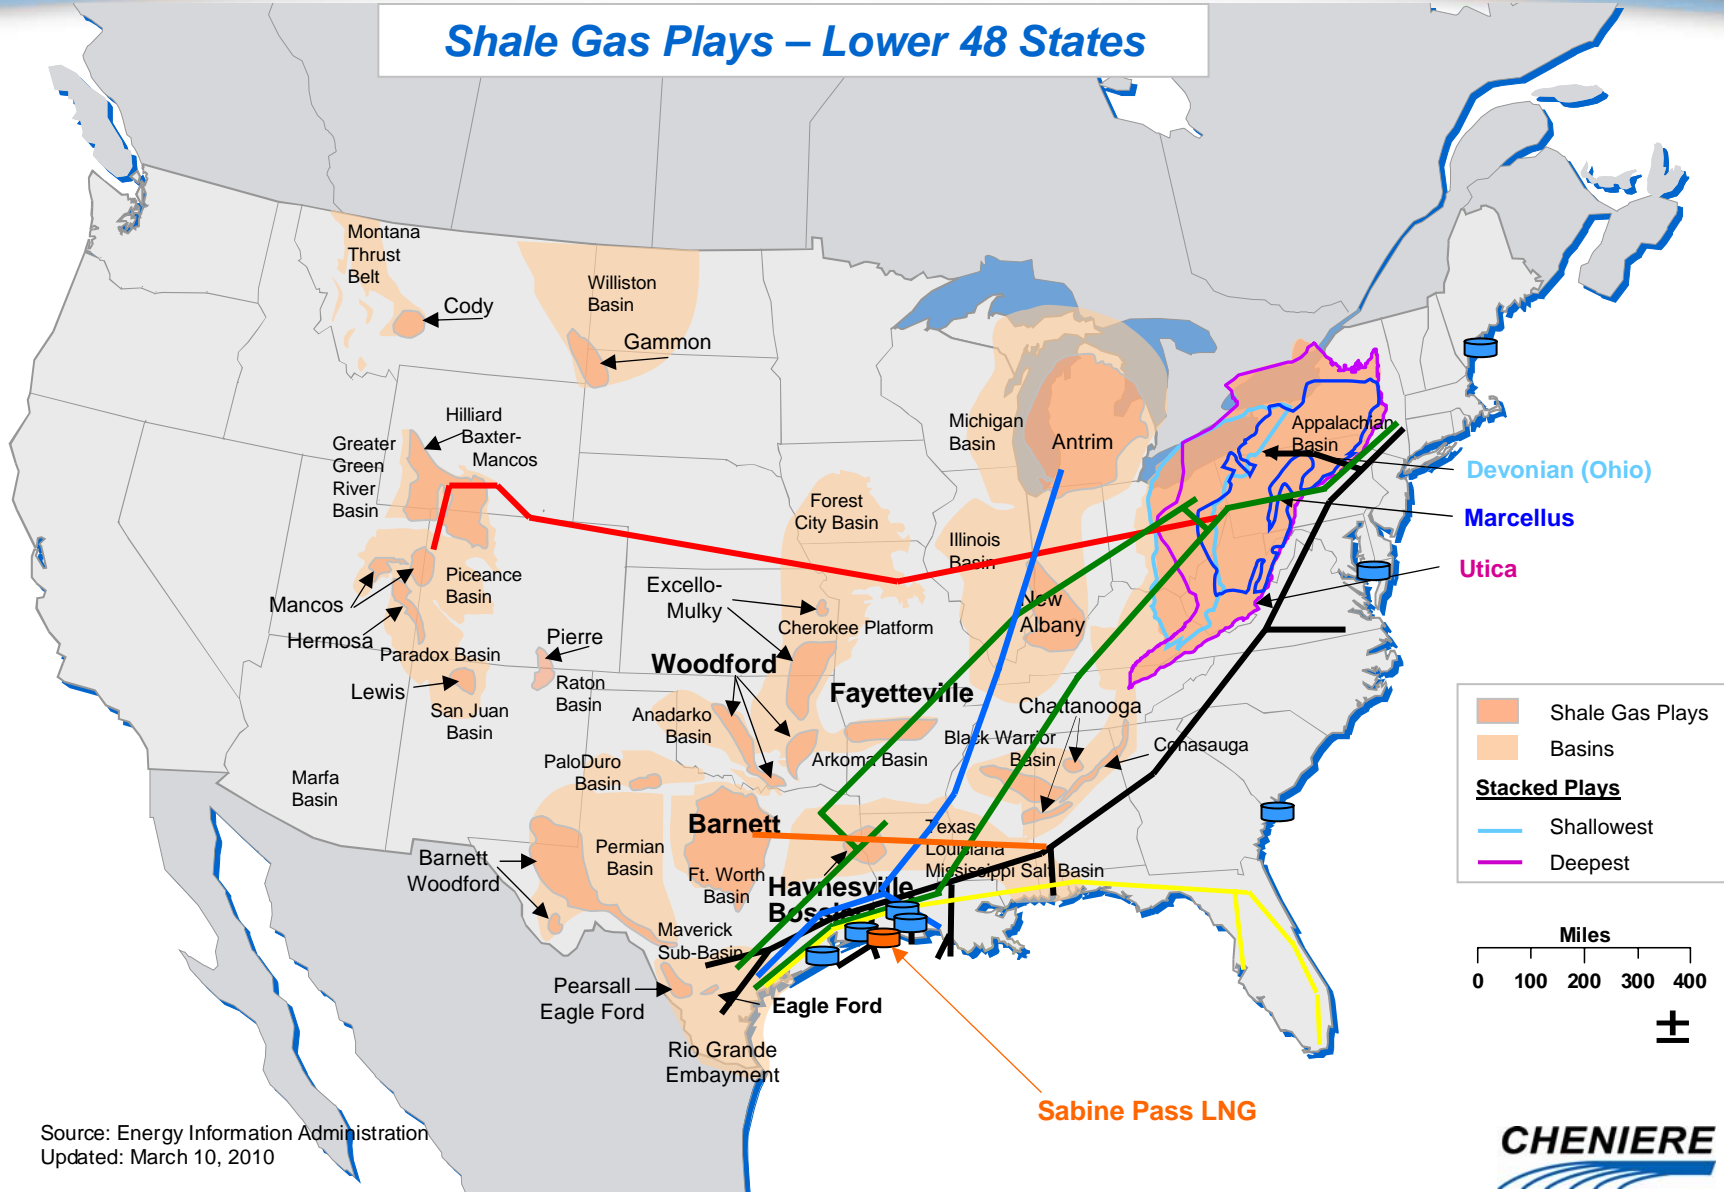 Shale Gas Plays – Lower 48 States
Montana
Thrust
Belt
Cody
Williston
Basin
Gammon
Hilliard
Baxter-
Mancos
Greater
Green
River
Basin
Michigan
Basin
Antrim
Appalachian
Basin
Devonian (Ohio)
Marcellus
Utica
Forest
City Basin
Illinois
Basin
Piceance
Basin
Mancos
Hermosa
Excello-
Mulky
New
Albany
Cherokee Platform
Pierre
Paradox Basin
Woodford
Lewis
Raton
Basin
San Juan
Basin
Fayetteville
Chattanooga
Anadarko
Basin
Black Warrior
Basin
Conasauga
Arkoma Basin
PaloDuro
Basin
Marfa
Basin
Barnett
Texas
Louisiana
Mississippi Salt Basin
Permian
Basin
Barnett
Woodford
Ft. Worth
Basin
Haynesville
Bossier
Maverick
Sub-Basin
Pearsall
Eagle Ford
Eagle Ford
Rio Grande
Embayment
Sabine Pass LNG
Shale Gas Plays
Basins
Stacked Plays
Shallowest
Deepest
Miles
0 100 200 300 400
±
Source: Energy Information Administration
Updated: March 10, 2010
CHENIERE